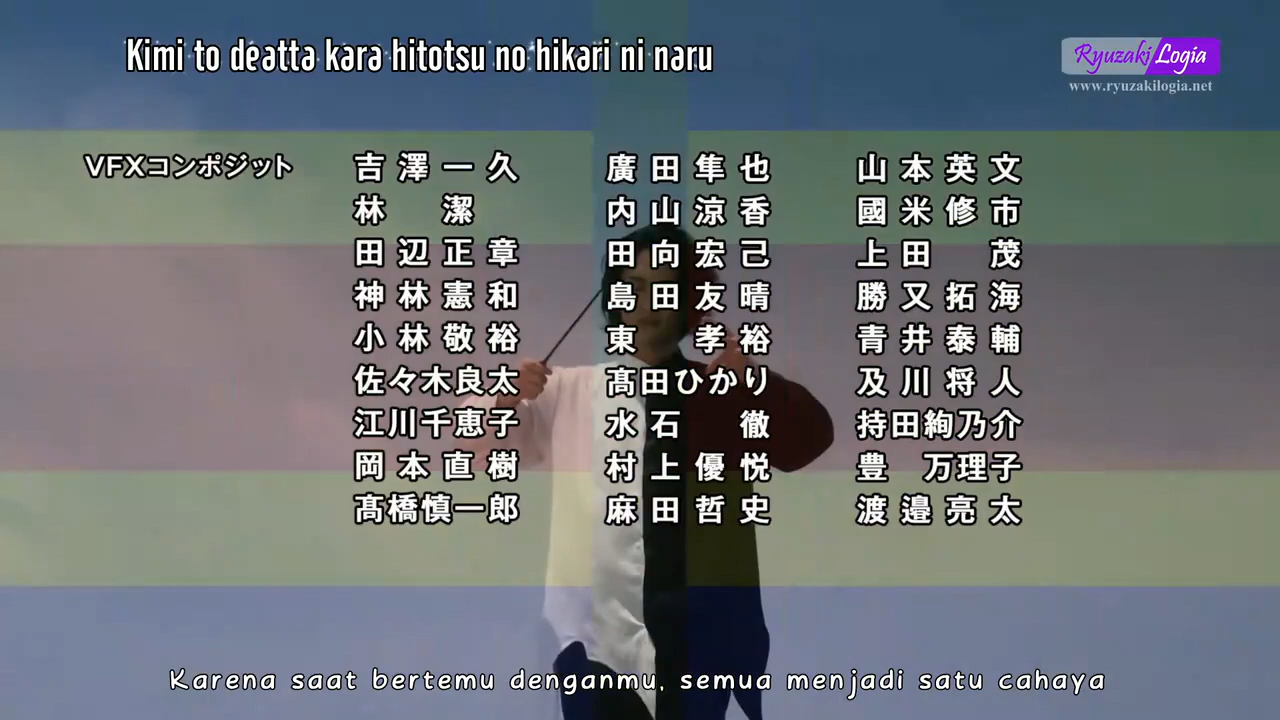 Kimi to deatta kara hitotsu no hikari ni naru
Ryuzaki Logia
www.ryuzakilogia.net
VFXコンポジット 吉澤一久 廣田隼也 山本英文
林 潔 内山涼香 國米修市
田辺正章 田向宏己 上田 茂
神林憲和 島田友晴 勝又拓海
小林敬裕 東 孝裕 青井泰輔
佐々木良太 髙田ひかり 及川将人
江川千恵子 水石 徹 持田絢乃介
岡本直樹 村上優悦 豊 万理子
髙橋慎一郎 麻田哲史 渡邉亮太
Karena saat bertemu denganmu, semua menjadi satu cahaya